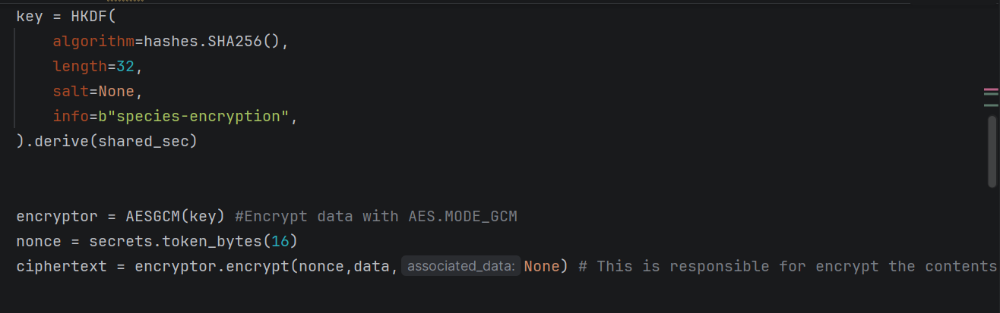 key = HKDF(
    algorithm=hashes.SHA256(),
    length=32,
    salt=None,
    info=b"species-encryption",
).derive(shared_sec)
encryptor = AESGCM(key) #Encrypt data with AES.MODE_GCM
nonce = secrets.token_bytes(16)
ciphertext = encryptor.encrypt(nonce,data, associated_data: None) # This is responsible for encrypt the contents